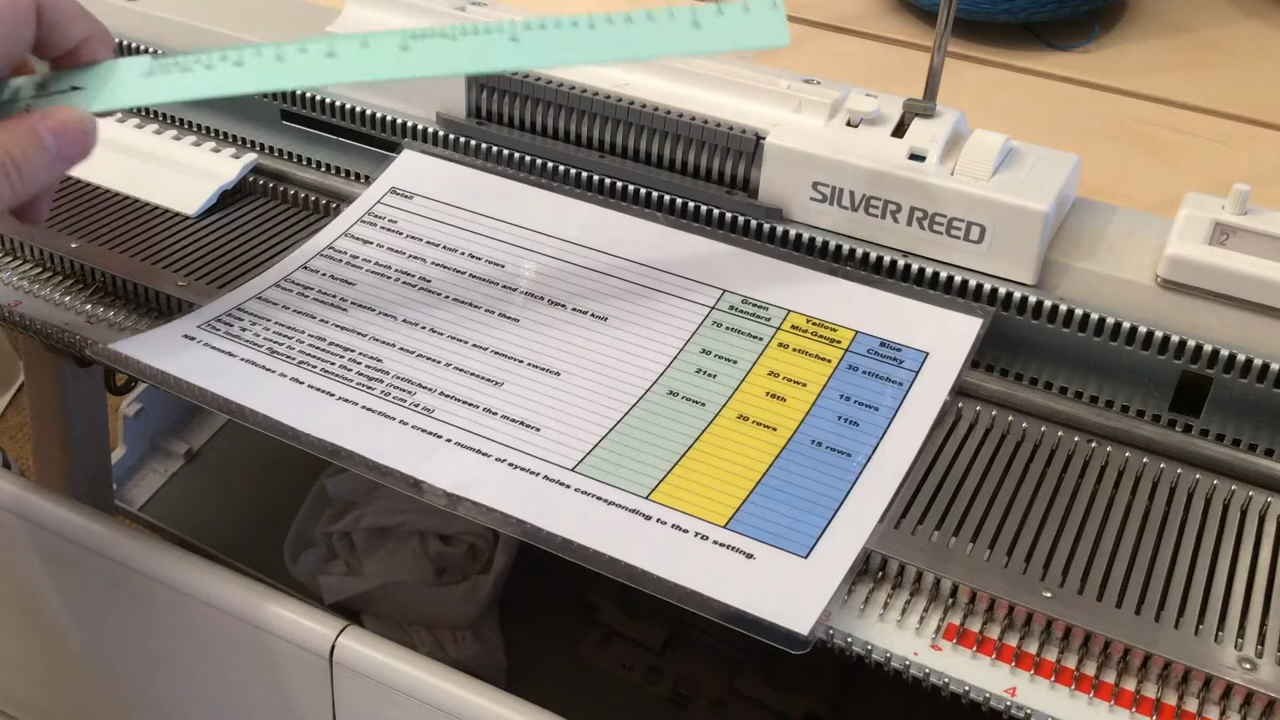 SILVER REED
2
Detail
Green
Standard
Yellow
Mid-Gauge
Blue
Chunky
Cast on
with waste yarn and knit a few rows
70 stitches
50 stitches
30 stitches
Change to main yarn, selected tension and stitch type, and knit
30 rows
20 rows
15 rows
Push up on both sides the
stitch from centre 0 and place a marker on them
21st
16th
11th
Knit a further
30 rows
20 rows
15 rows
Change back to waste yarn, knit a few rows and remove swatch
from the machine.
Allow to settle as required (wash and press if necessary)
Measure swatch with gauge scale.
Side "S" is used to measure the width (stitches) between the markers
Side "R" is used to measure the length (rows)
The indicated figures give tension over 10 cm (4 in)
NB I transfer stitches in the waste yarn section to create a number of eyelet holes corresponding to the TD setting.
3
4